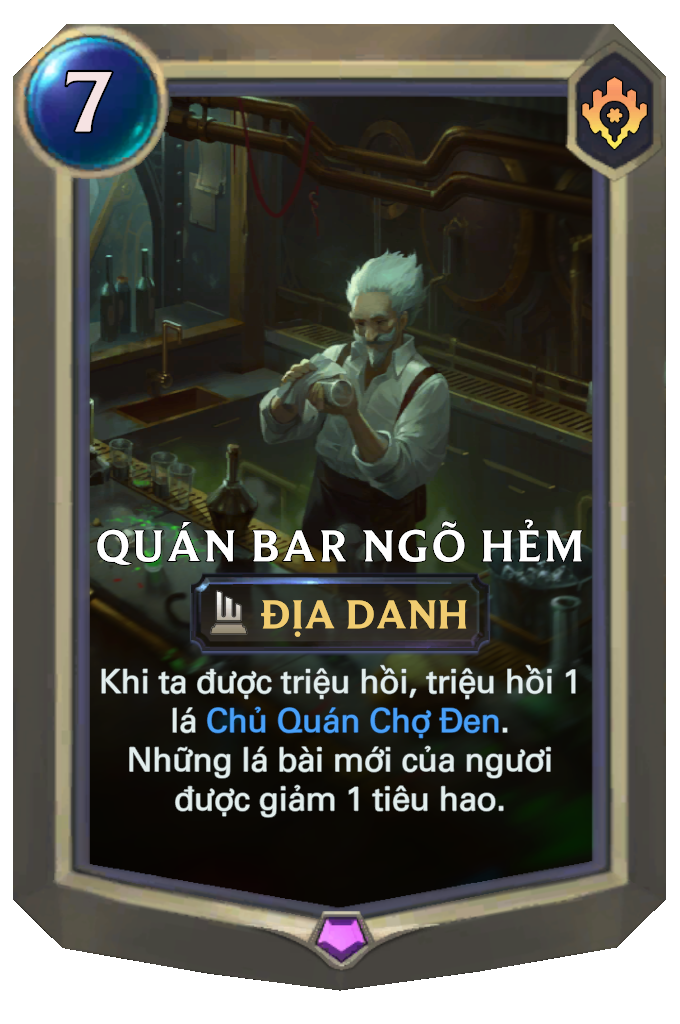 7
QUÁN BAR NGÕ HẺM
ĐỊA DANH
Khi ta được triệu hồi, triệu hồi 1
lá Chủ Quán Chợ Đen.
Những lá bài mới của ngươi
được giảm 1 tiêu hao.